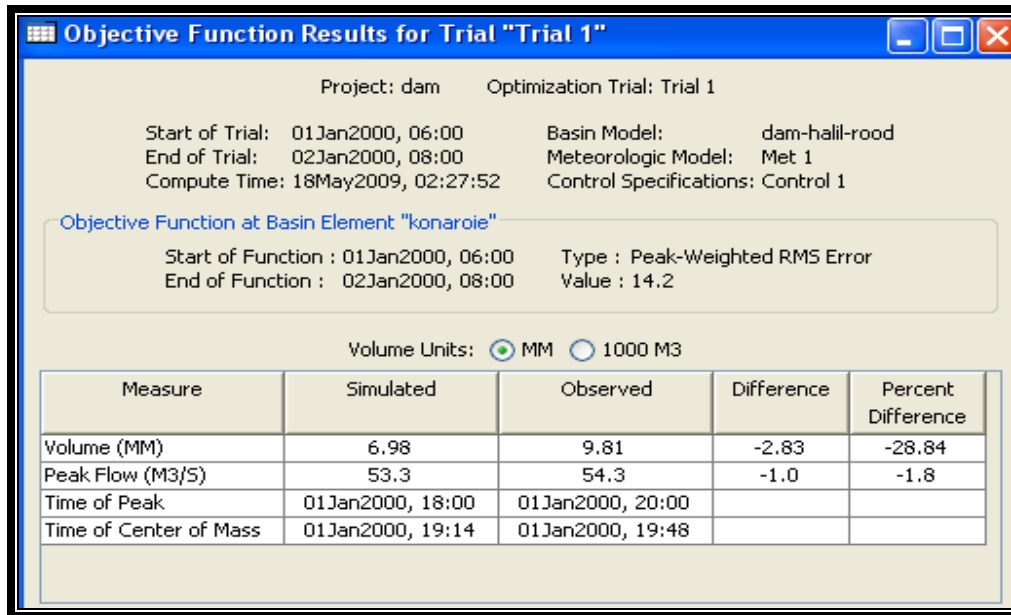 Objective Function Results for Trial "Trial 1"
Project: dam Optimization Trial: Trial 1
Start of Trial: 01Jan2000, 06:00 Basin Model: dam-halil-rood
End of Trial: 02Jan2000, 08:00 Meteorologic Model: Met 1
Compute Time: 18May2009, 02:27:52 Control Specifications: Control 1
Objective Function at Basin Element "konaroie"
Start of Function : 01Jan2000, 06:00 Type : Peak-Weighted RMS Error
End of Function : 02Jan2000, 08:00 Value : 14.2
Volume Units: MM 1000 M3
Measure Simulated Observed Difference Percent
Difference
Volume (MM) 6.98 9.81 -2.83 -28.84
Peak Flow (M3/S) 53.3 54.3 -1.0 -1.8
Time of Peak 01Jan2000, 18:00 01Jan2000, 20:00
Time of Center of Mass 01Jan2000, 19:14 01Jan2000, 19:48